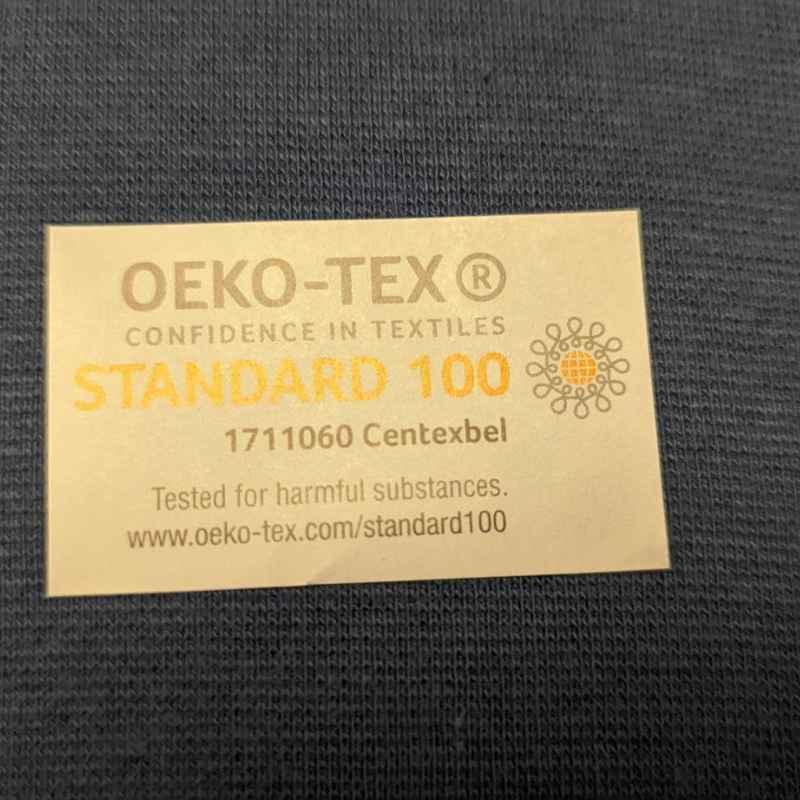 OEKO-TEX®
CONFIDENCE IN TEXTILES
STANDARD 100
1711060 Centexbel
Tested for harmful substances.
www.oeko-tex.com/standard100